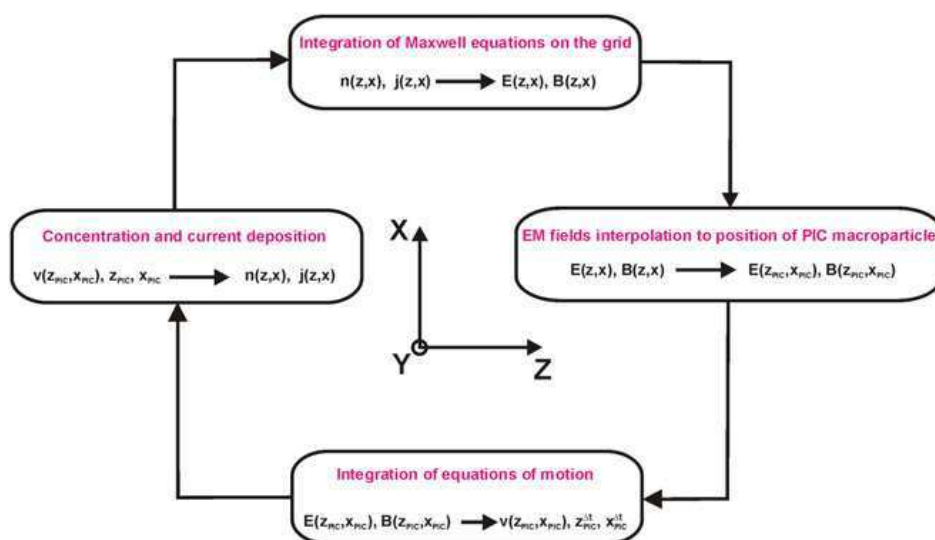 Integration of Maxwell equations on the grid
n(z,x), j(z,x) → E(z,x), B(z,x)
Concentration and current deposition
v(z_PIC,x_PIC), z_PIC, x_PIC → n(z,x), j(z,x)
X
Y
Z
EM fields interpolation to position of PIC macroparticle
E(z,x), B(z,x) → E(z_PIC,x_PIC), B(z_PIC,x_PIC)
Integration of equations of motion
E(z_PIC,x_PIC), B(z_PIC,x_PIC) → v(z_PIC,x_PIC), z_PIC^Δt, x_PIC^Δt